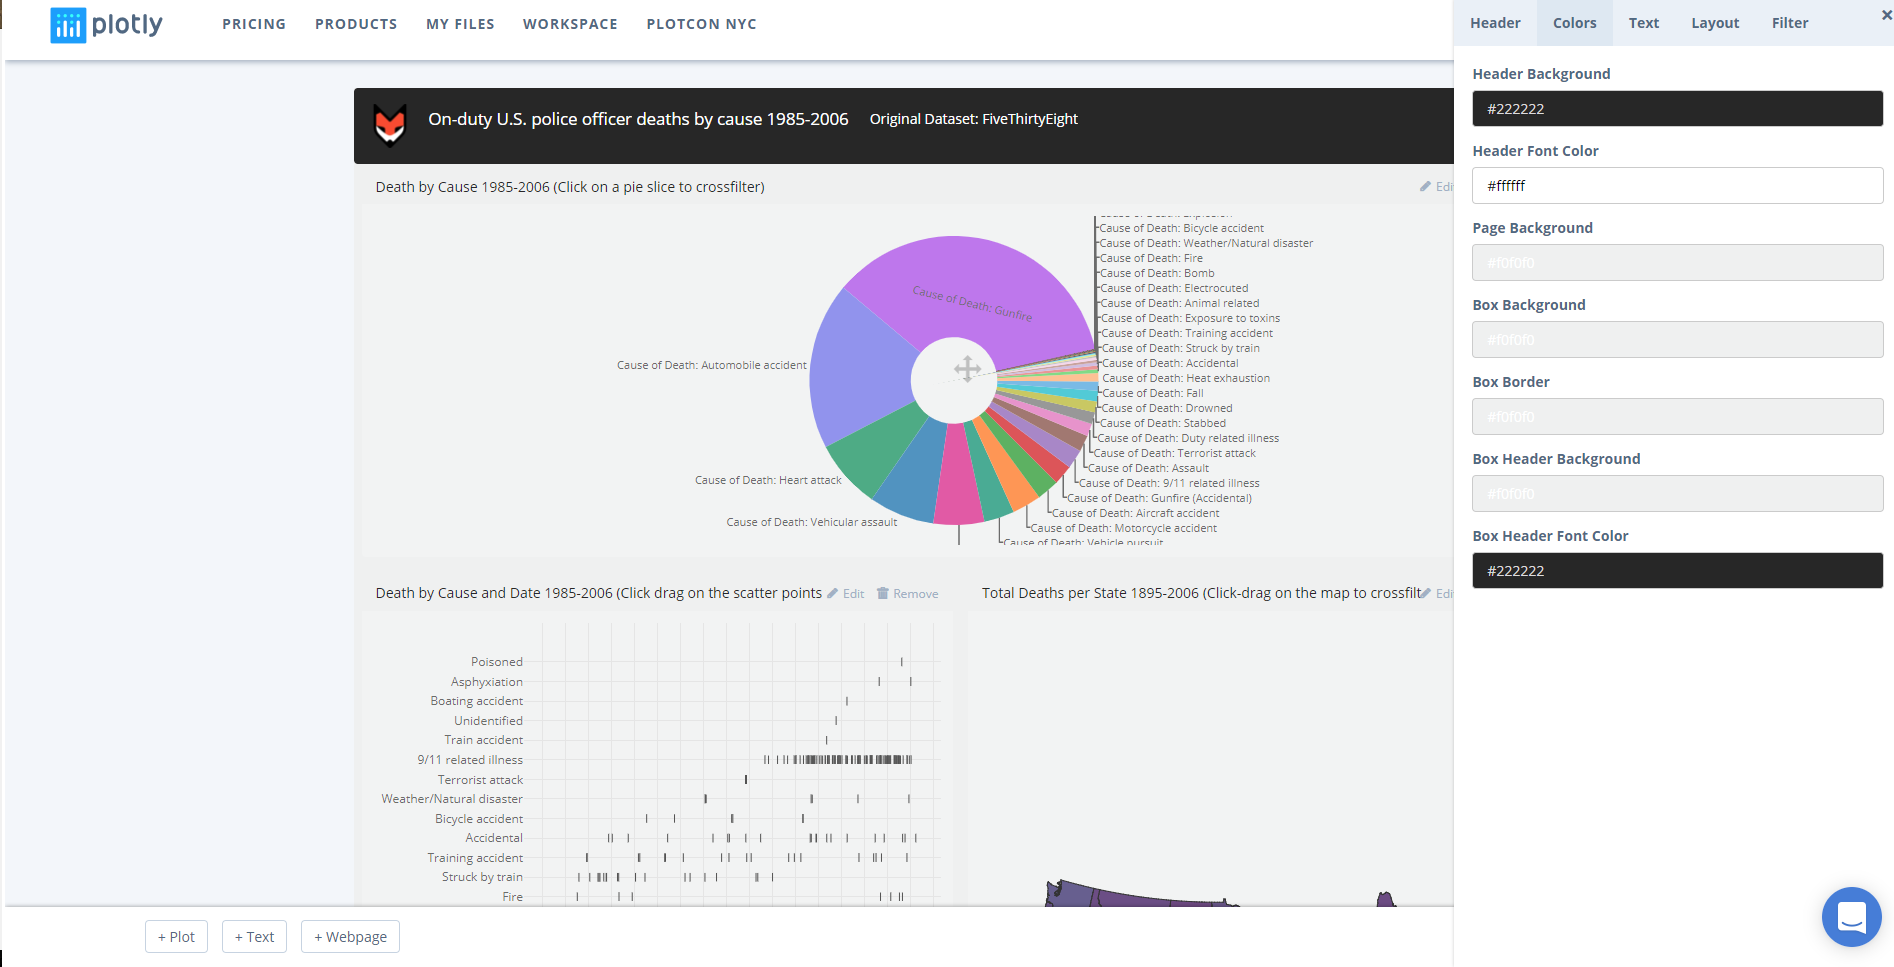 plotly
PRICING PRODUCTS MY FILES WORKSPACE PLOTCON NYC
Header Colors Text Layout Filter ×
On-duty U.S. police officer deaths by cause 1985-2006 Original Dataset: FiveThirtyEight
Death by Cause 1985-2006 (Click on a pie slice to crossfilter)
Edi
Cause of Death: Explosion
Cause of Death: Bicycle accident
Cause of Death: Weather/Natural disaster
Cause of Death: Fire
Cause of Death: Bomb
Cause of Death: Electrocuted
Cause of Death: Animal related
Cause of Death: Exposure to toxins
Cause of Death: Training accident
Cause of Death: Struck by train
Cause of Death: Accidental
Cause of Death: Heat exhaustion
Cause of Death: Fall
Cause of Death: Drowned
Cause of Death: Stabbed
Cause of Death: Duty related illness
Cause of Death: Terrorist attack
Cause of Death: Assault
Cause of Death: 9/11 related illness
Cause of Death: Gunfire (Accidental)
Cause of Death: Aircraft accident
Cause of Death: Motorcycle accident
Cause of Death: Vehicle pursuit
Cause of Death: Gunfire
Cause of Death: Automobile accident
Cause of Death: Heart attack
Cause of Death: Vehicular assault
Death by Cause and Date 1985-2006 (Click drag on the scatter points
Edit Remove
Poisoned
Asphyxiation
Boating accident
Unidentified
Train accident
9/11 related illness
Terrorist attack
Weather/Natural disaster
Bicycle accident
Accidental
Training accident
Struck by train
Fire
Total Deaths per State 1895-2006 (Click-drag on the map to crossfilt
Edi
Header Background
#222222
Header Font Color
#ffffff
Page Background
#f0f0f0
Box Background
#f0f0f0
Box Border
#f0f0f0
Box Header Background
#f0f0f0
Box Header Font Color
#222222
+ Plot + Text + Webpage